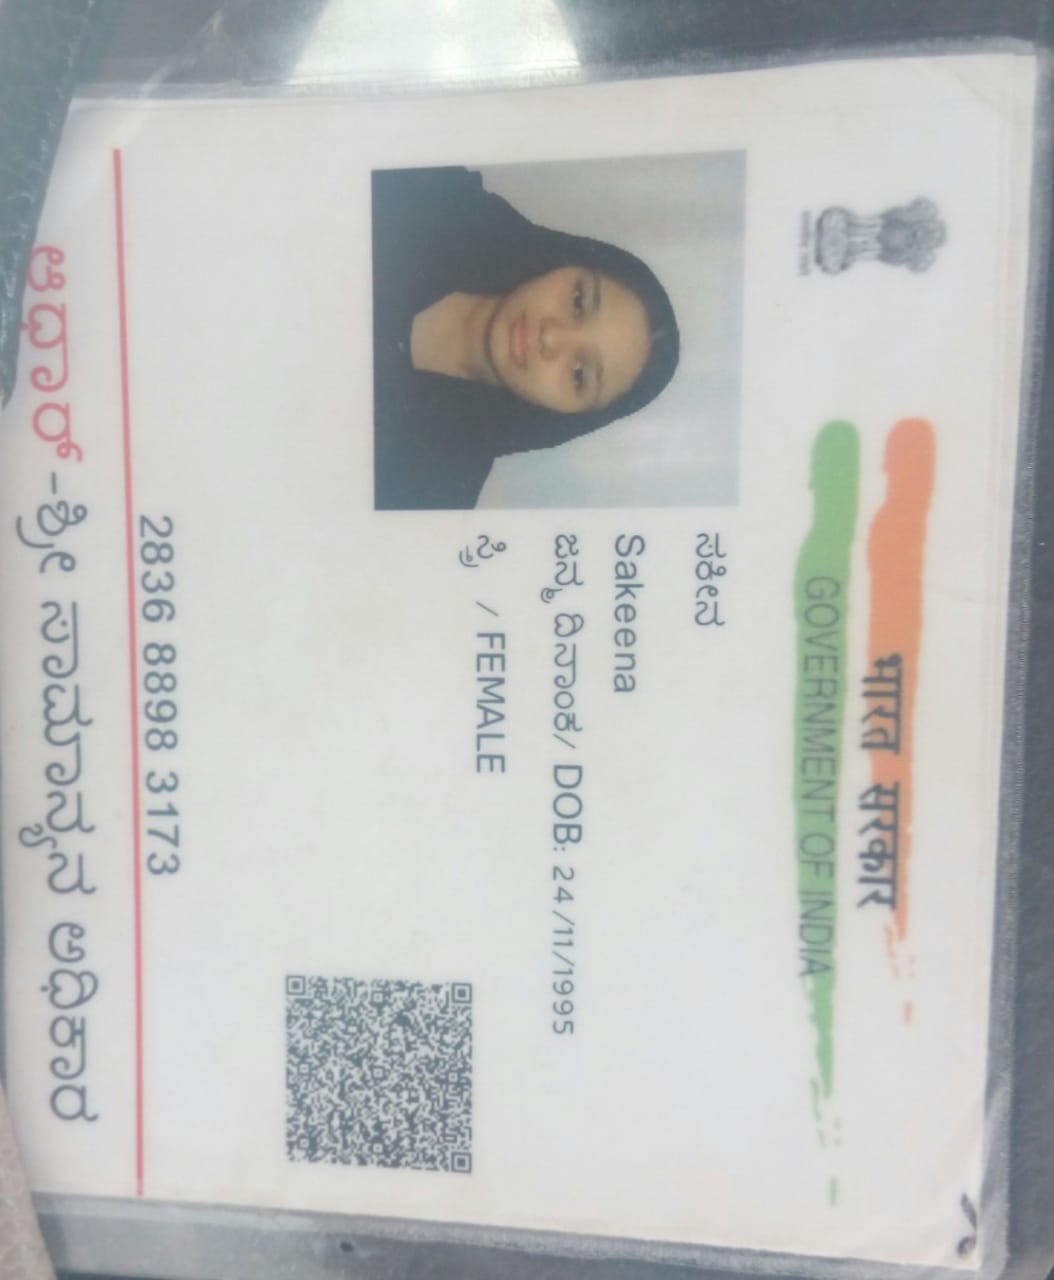 भारत सरकार
GOVERNMENT OF INDIA
ಸಕೀನ
Sakeena
ಜನ್ಮ ದಿನಾಂಕ/ DOB: 24/11/1995
ಸ್ತ್ರೀ / FEMALE
2836 8898 3173
ಆಧಾರ್-ಶ್ರೀ ಸಾಮಾನ್ಯನ ಅಧಿಕಾರ